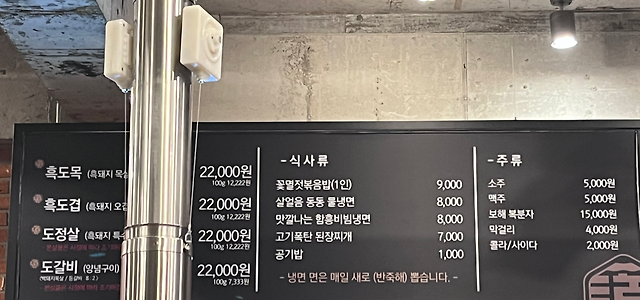 흑도목 (흑돼지 목살
22,000원
100g 12,222원
흑도겹 (흑돼지 오겹
22,000원
100g 12,222원
도정살 (흑돼지 특
22,000원
100g 12,222원
도갈비 (양념구이)
22,000원
100g 7,333원
- 식사류
꽃멸젓볶음밥(1인) 9,000
살얼음 동동 물냉면 8,000
맛깔나는 함흥비빔냉면 8,000
고기폭탄 된장찌개 7,000
공기밥 1,000
- 냉면 면은 매일 새로 (반죽해) 뽑습니다. -
- 주류
소주 5,000원
맥주 5,000원
보해 복분자 15,000원
막걸리 4,000원
콜라/사이다 2,000원